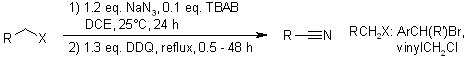 1) 1.2 eq. NaN3, 0.1 eq. TBAB
DCE, 25°C, 24 h
2) 1.3 eq. DDQ, reflux, 0.5 - 48 h
R X
R N
RCH2X: ArCH(R')Br,
vinylCH2Cl